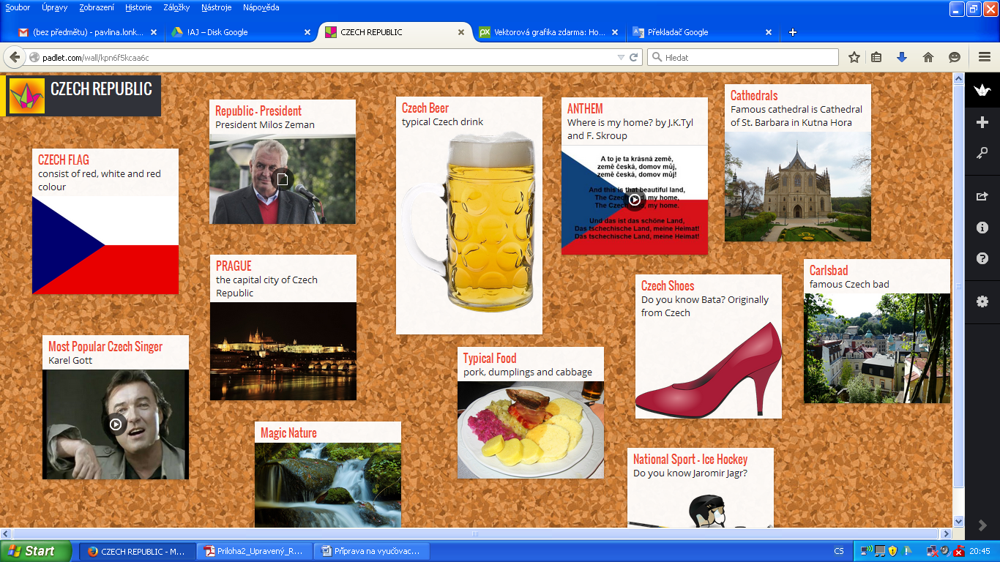 Soubor Úpravy Zobrazení Historie Záložky Nástroje Nápověda
(bez předmětu) - pavlina.lonk... !AJ – Disk Google CZECH REPUBLIC Vektorová grafika zdarma: Ho... Překladač Google
padlet.com/wall/kpn6f5kcaa6c Hledat
CZECH REPUBLIC
CZECH FLAG
consist of red, white and red
colour
Republic - President
President Milos Zeman
Czech Beer
typical Czech drink
ANTHEM
Where is my home? by J.K.Tyl
and F. Skroup
A to je ta krásná země,
země česká, domov můj,
země česká, domov můj!
And this is that beautiful land,
The Czech my home,
The Czech my home.
Und das ist das schöne Land,
Das tschechische Land, meine Heimat!
Das tschechische Land, meine Heimat!
Cathedrals
Famous cathedral is Cathedral
of St. Barbara in Kutna Hora
PRAGUE
the capital city of Czech
Republic
Czech Shoes
Do you know Bata? Originally
from Czech
Carlsbad
famous Czech bad
Most Popular Czech Singer
Karel Gott
Typical Food
pork, dumplings and cabbage
Magic Nature
National Sport - Ice Hockey
Do you know Jaromir Jagr?
Start CZECH REPUBLIC - M... Priloha2_Upravený_R... Příprava na vyučovac... CS 20:45